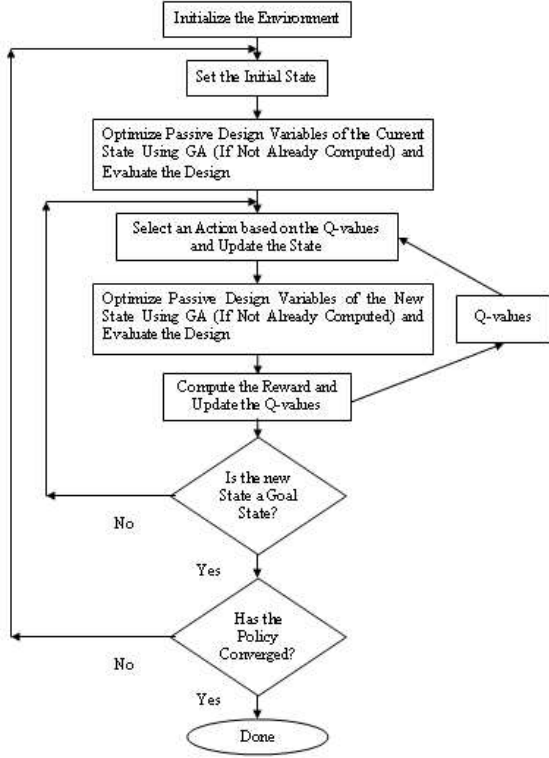 Initialize the Environment
Set the Initial State
Optimize Passive Design Variables of the Current
State Using GA (If Not Already Computed) and
Evaluate the Design
Select an Action based on the Q-values
and Update the State
Optimize Passive Design Variables of the New
State Using GA (If Not Already Computed) and
Evaluate the Design
Q-values
Compute the Reward and
Update the Q-values
Is the new
State a Goal
State?
No
Yes
Has the
Policy
Converged?
No
Yes
Done